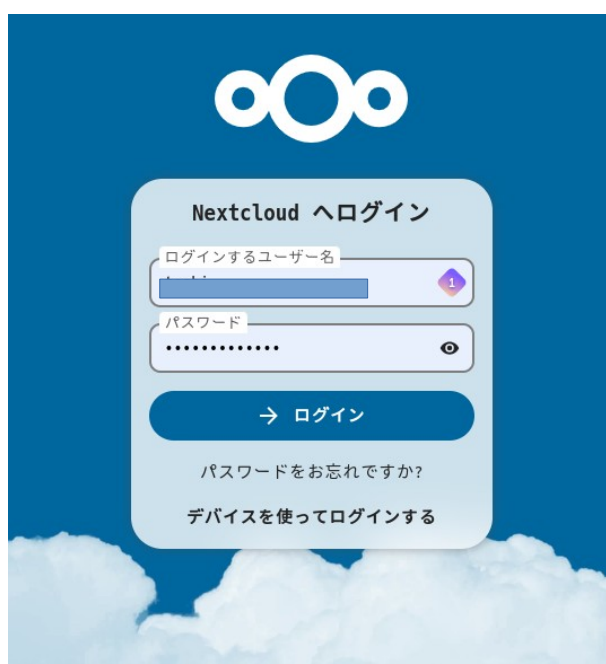 Nextcloud へログイン
ログインするユーザー名
1
パスワード
•••••••••••••
→ ログイン
パスワードをお忘れですか?
デバイスを使ってログインする